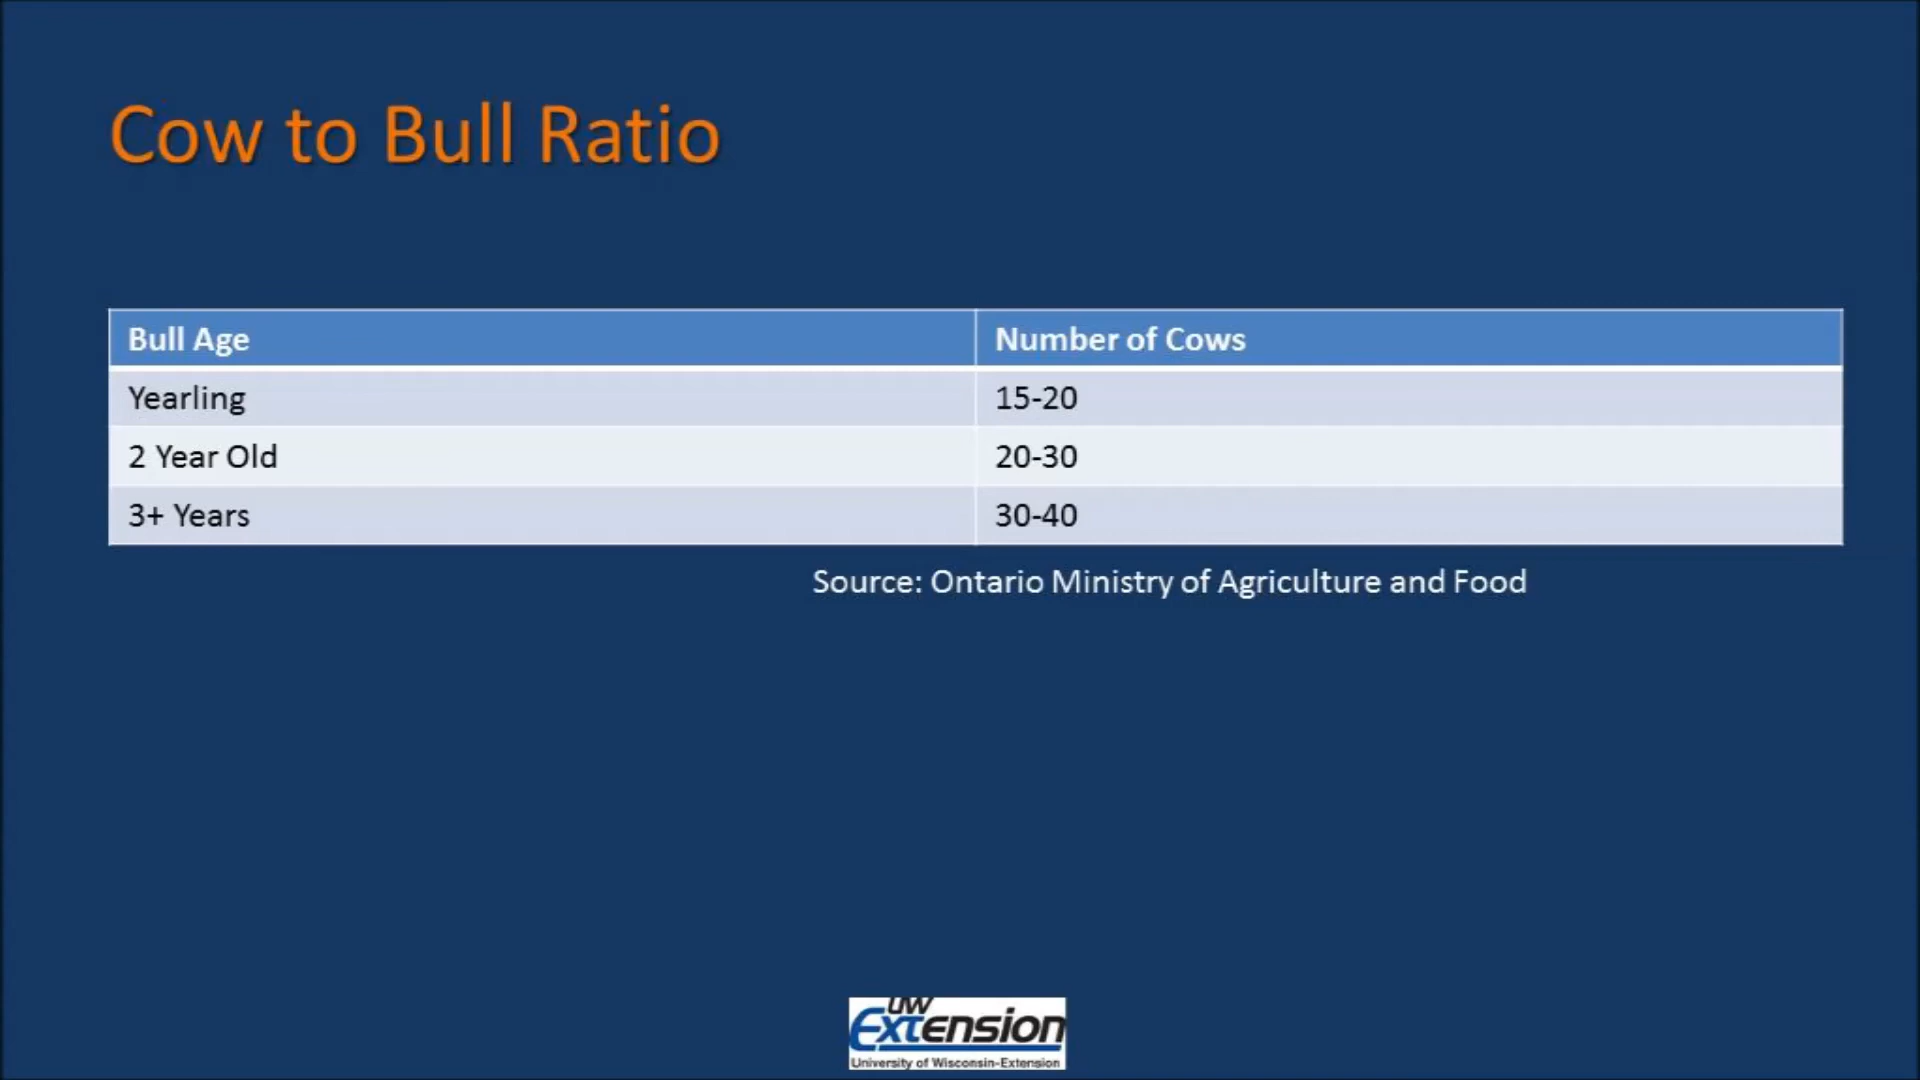 Cow to Bull Ratio
Bull Age Number of Cows
Yearling 15-20
2 Year Old 20-30
3+ Years 30-40
Source: Ontario Ministry of Agriculture and Food
UW
Extension
University of Wisconsin-Extension